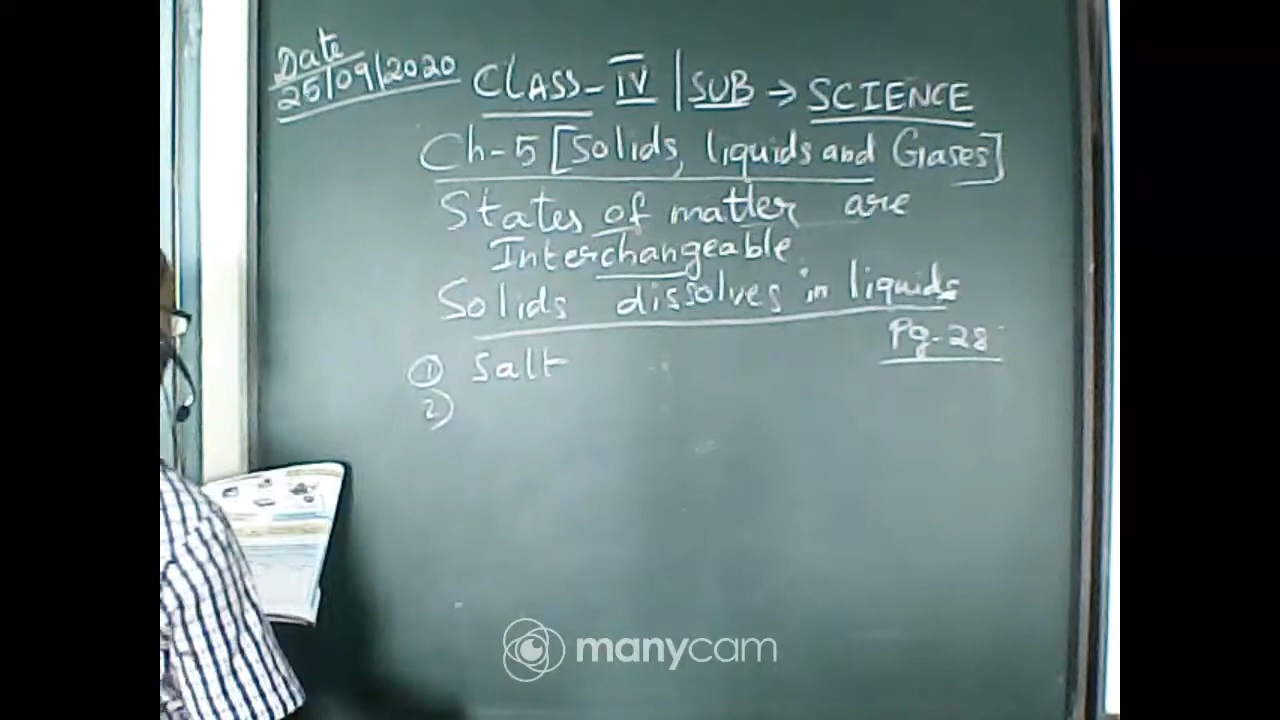 Date
25/09/2020
CLASS-IV | SUB → SCIENCE
Ch-5 [Solids, liquids and Gases]
States of matter are
Interchangeable
Solids dissolves in liquids
Pg-28
① Salt
2)
manycam